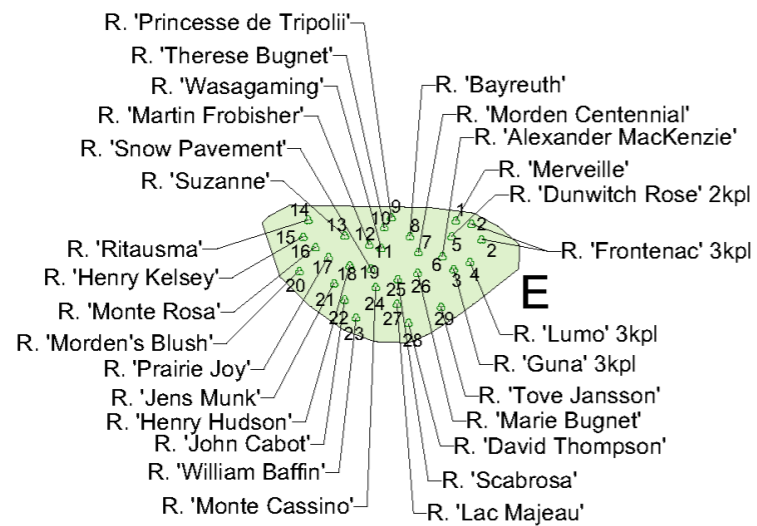 R. 'Princesse de Tripolii'
R. 'Therese Bugnet'
R. 'Wasagaming'
R. 'Martin Frobisher'
R. 'Snow Pavement'
R. 'Suzanne'
R. 'Bayreuth'
R. 'Morden Centennial'
R. 'Alexander MacKenzie'
R. 'Merveille'
R. 'Dunwitch Rose' 2kpl
R. 'Frontenac' 3kpl
R. 'Ritausma'
R. 'Henry Kelsey'
R. 'Monte Rosa'
R. 'Morden's Blush'
R. 'Prairie Joy'
R. 'Jens Munk'
R. 'Henry Hudson'
R. 'John Cabot'
R. 'William Baffin'
R. 'Monte Cassino'
9
14
13
12
10
8
1
2
15
11
7
5
2
16
17
18
19
6
20
21
24
25
26
3
4
22
23
27
28
29
E
R. 'Lumo' 3kpl
R. 'Guna' 3kpl
R. 'Tove Jansson'
R. 'Marie Bugnet'
R. 'David Thompson'
R. 'Scabrosa'
R. 'Lac Majeau'